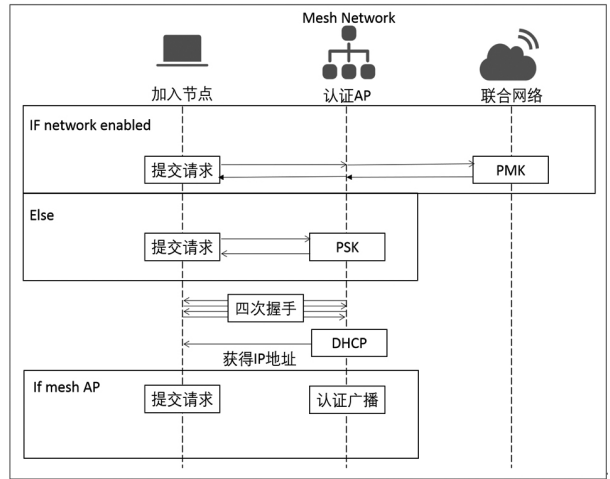 Mesh Network
加入节点
认证AP
联合网络
IF network enabled
提交请求
PMK
Else
提交请求
PSK
四次握手
DHCP
获得IP地址
If mesh AP
提交请求
认证广播